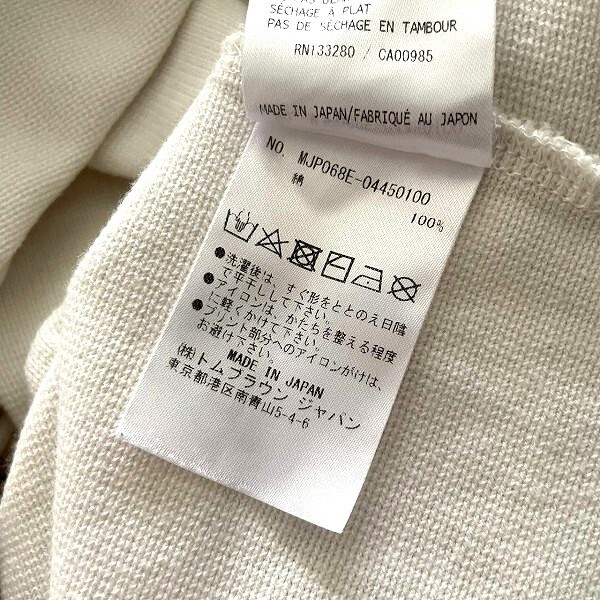 SÉCHAGE À PLAT
PAS DE SÉCHAGE EN TAMBOUR
RN133280 / CA00985
MADE IN JAPAN/FABRIQUÉ AU JAPON
NO. MJP068E-04450100
綿 100%
●洗濯後は、すぐ形をととのえ日陰
で平干しして下さい。
●アイロンは、かたちを整える程度
に軽くかけて下さい。
●プリント部分へのアイロンがけは、
お避け下さい。
MADE IN JAPAN
(株)トムブラウン ジャパン
東京都港区南青山5-4-6